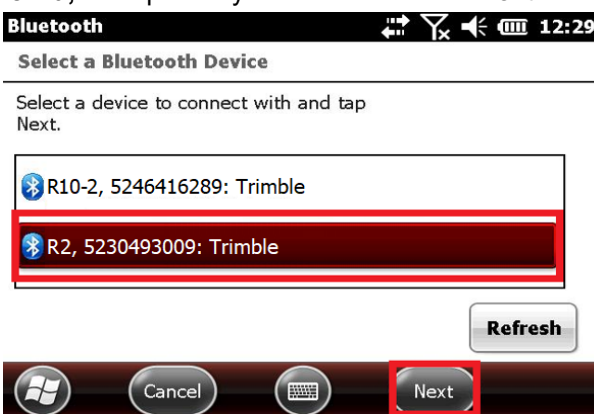 Bluetooth 12:29
Select a Bluetooth Device
Select a device to connect with and tap
Next.
R10-2, 5246416289: Trimble
R2, 5230493009: Trimble
Refresh
Cancel Next